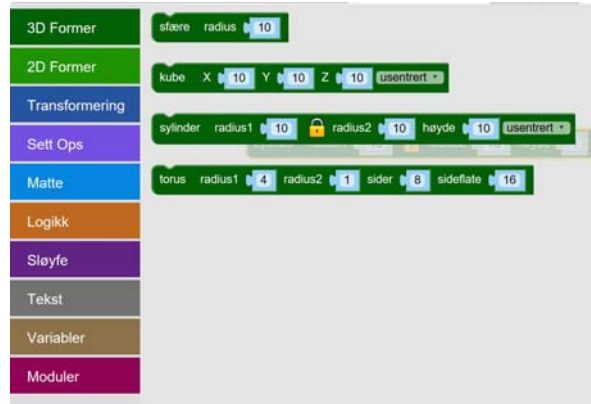 3D Former
2D Former
Transformering
Sett Ops
Matte
Logikk
Sløyfe
Tekst
Variabler
Moduler
sfære radius 10
kube X 10 Y 10 Z 10 usentrert
sylinder radius1 10 radius2 10 høyde 10 usentrert
torus radius1 4 radius2 1 sider 8 sideflate 16